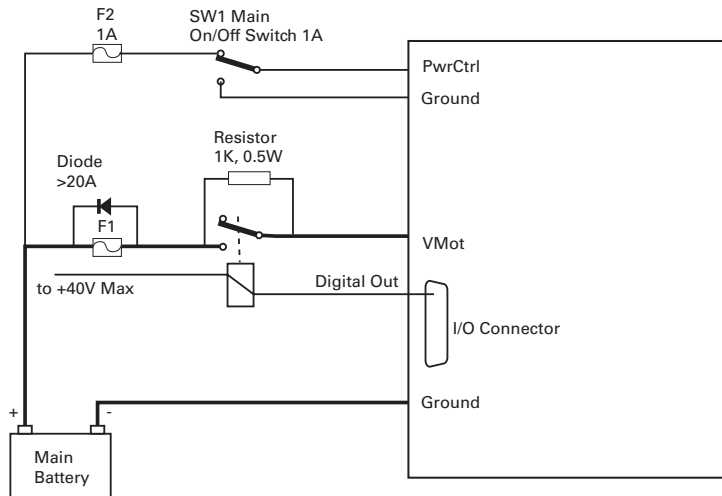 F2
1A
SW1 Main
On/Off Switch 1A
PwrCtrl
Ground
Resistor
1K, 0.5W
Diode
>20A
F1
VMot
to +40V Max
Digital Out
I/O Connector
Ground
+
-
Main
Battery